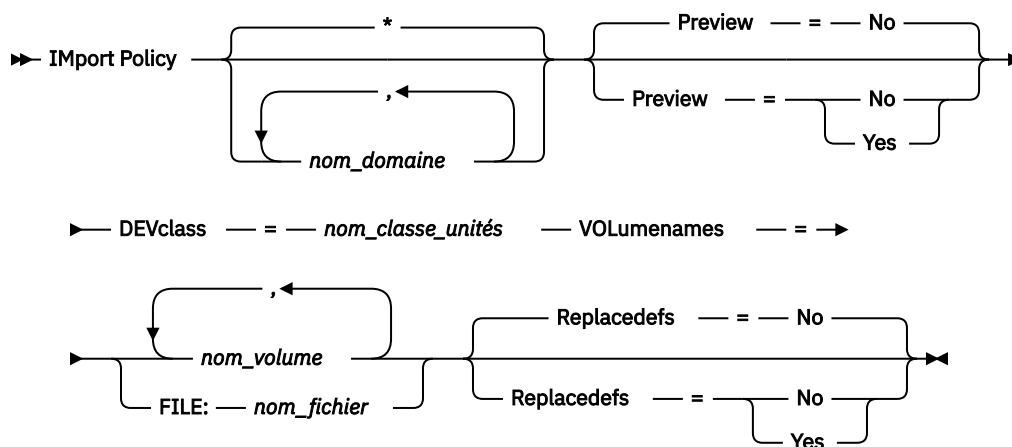 *
Preview = No
IMport Policy
,
nom_domaine
Preview = No
Yes
DEVclass = nom_classe_unités VOLumenames =
,
nom_volume
FILE: nom_fichier
Replacedefs = No
Replacedefs = No
Yes